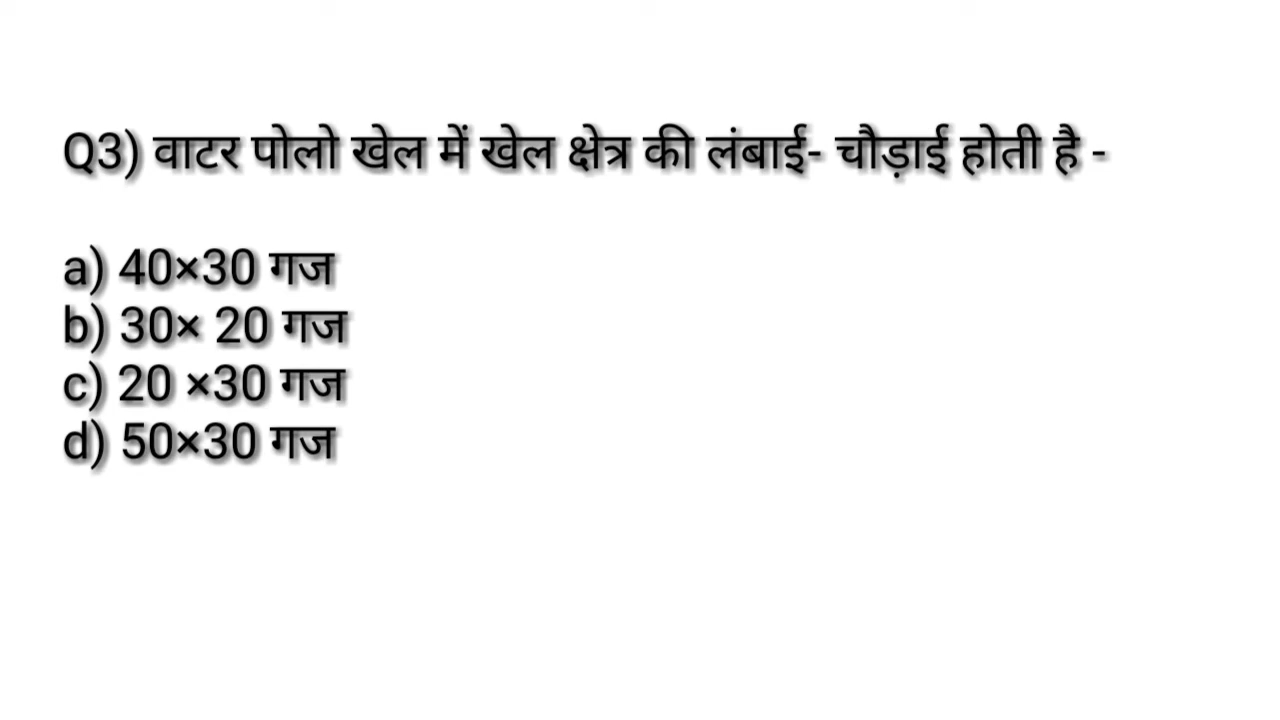 Q3) वाटर पोलो खेल में खेल क्षेत्र की लंबाई- चौड़ाई होती है -
a) 40×30 गज
b) 30× 20 गज
c) 20 ×30 गज
d) 50×30 गज